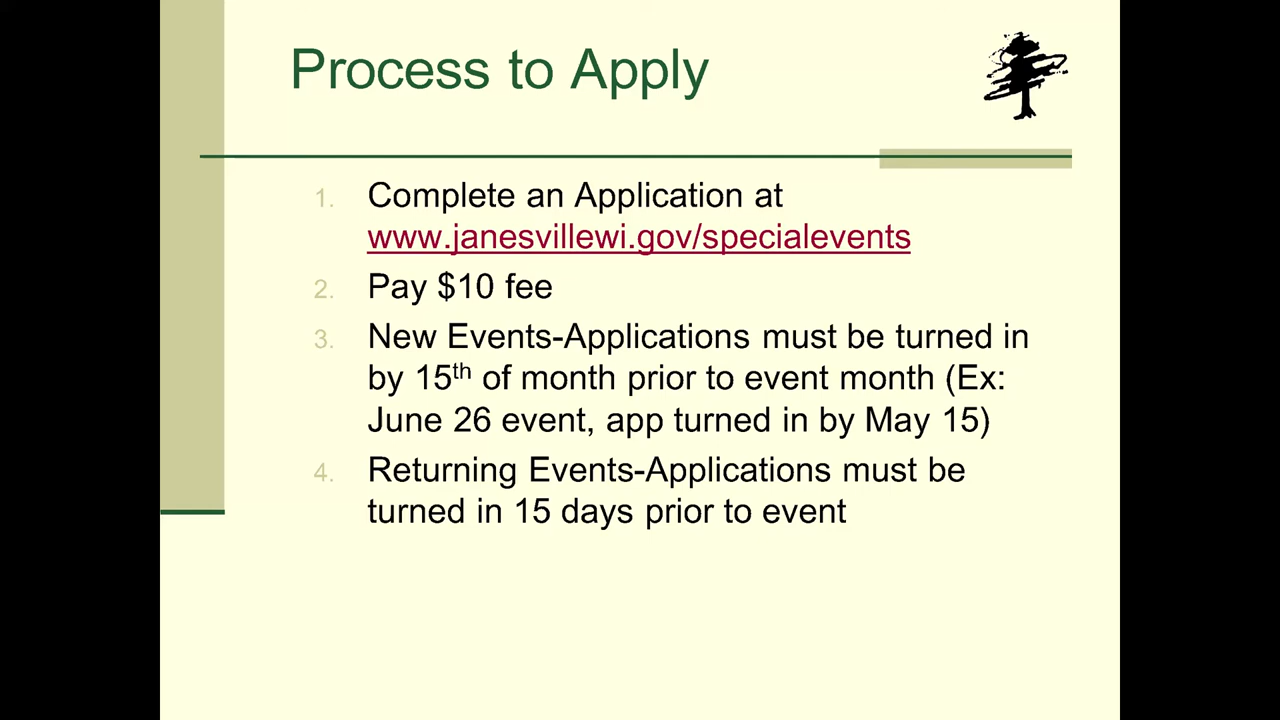 Process to Apply
1. Complete an Application at
www.janesvillewi.gov/specialevents
2. Pay $10 fee
3. New Events-Applications must be turned in
by 15th of month prior to event month (Ex:
June 26 event, app turned in by May 15)
4. Returning Events-Applications must be
turned in 15 days prior to event